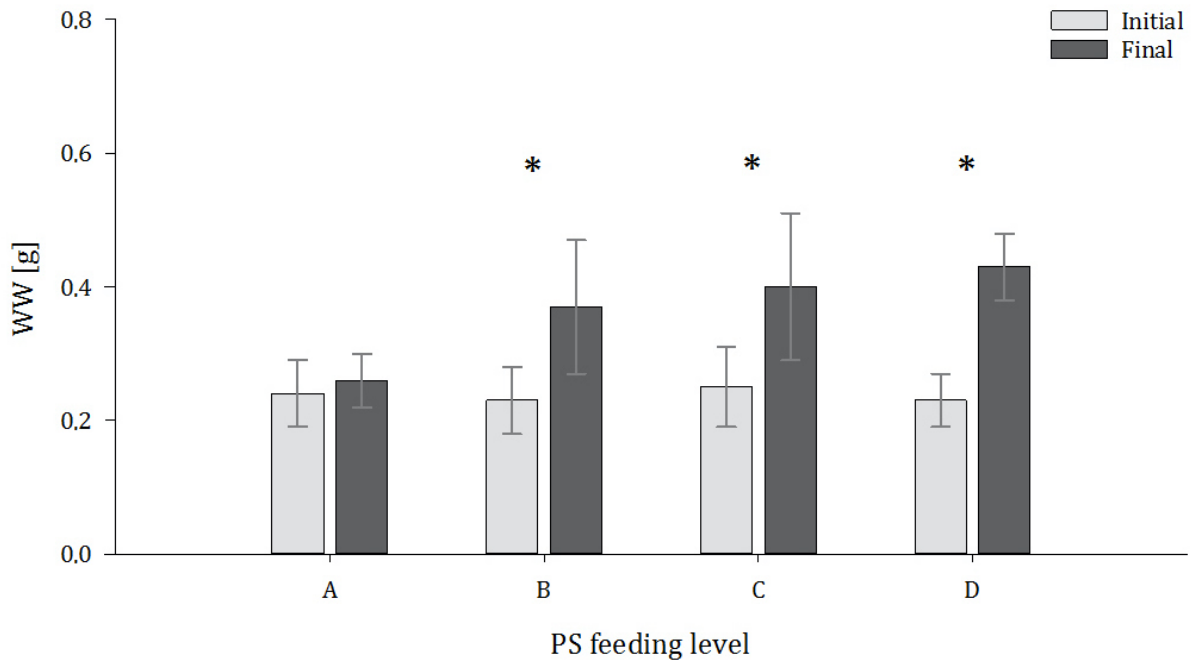 Initial
Final
0.8
0.6
0.4
0.2
0.0
WW [g]
*
*
*
A
B
C
D
PS feeding level